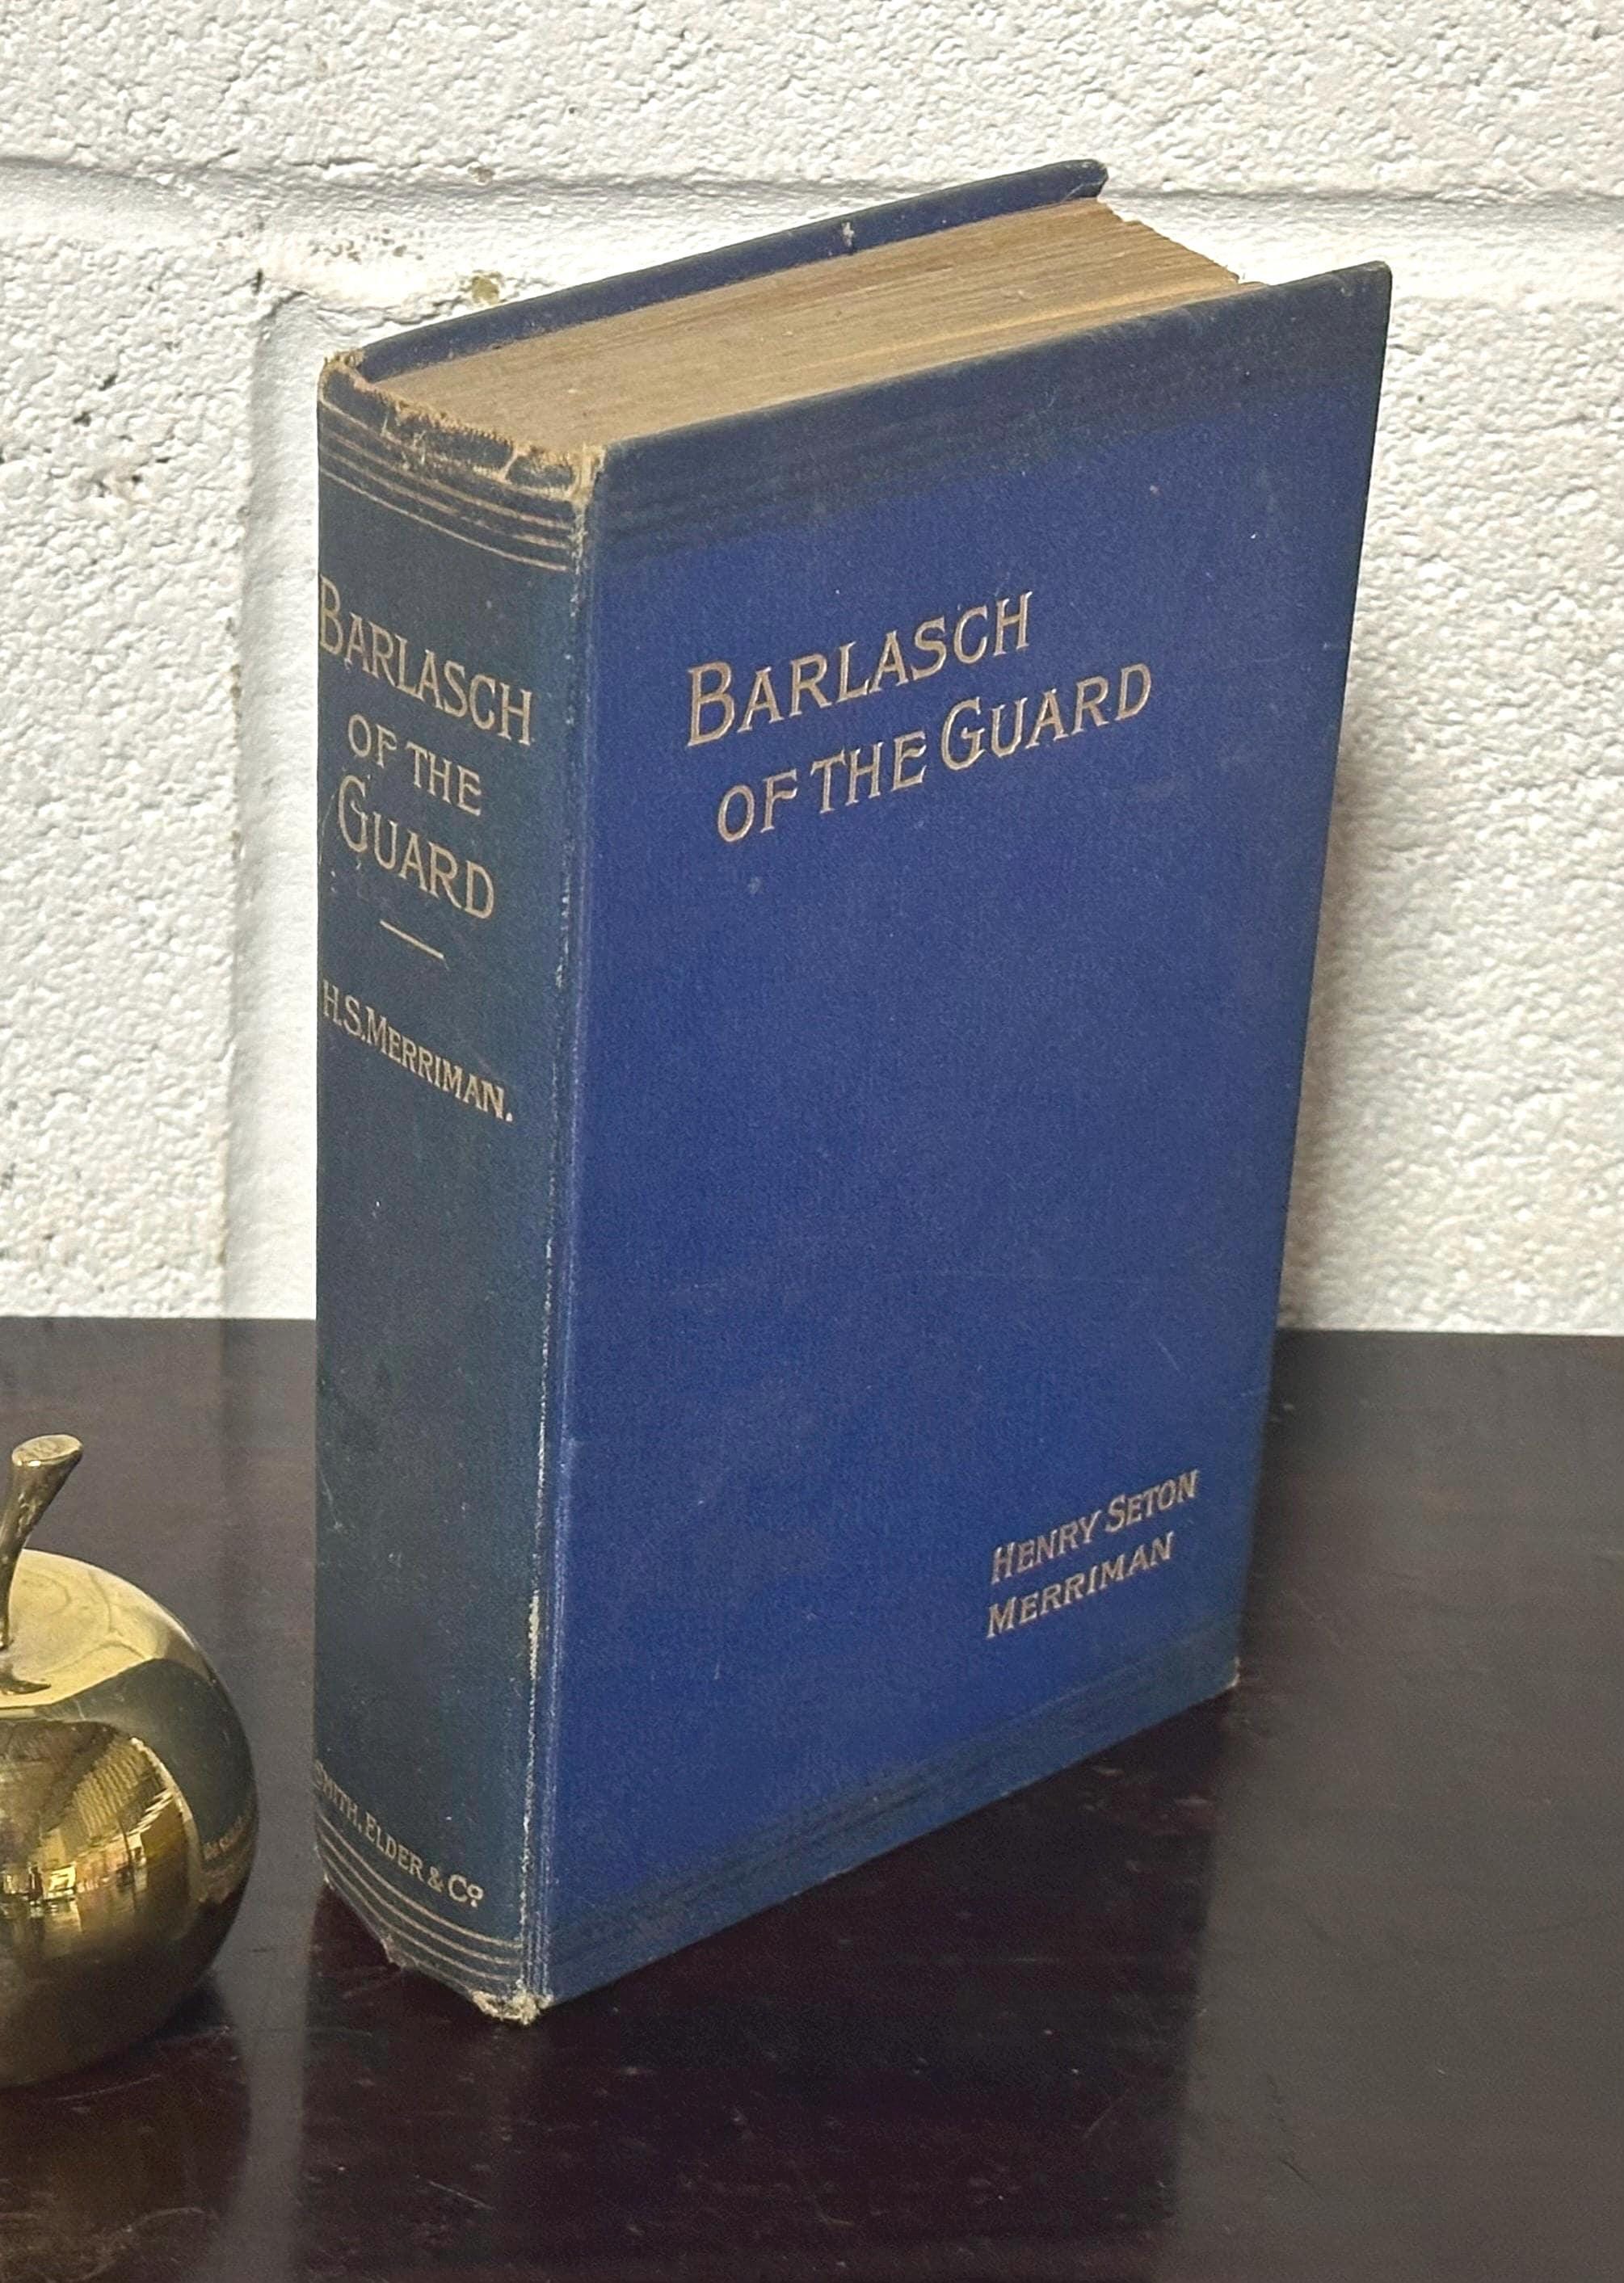 BARLASCH
OF THE
GUARD
H.S.MERRIMAN.
SMITH, ELDER & Cº
BARLASCH
OF THE GUARD
HENRY SETON
MERRIMAN